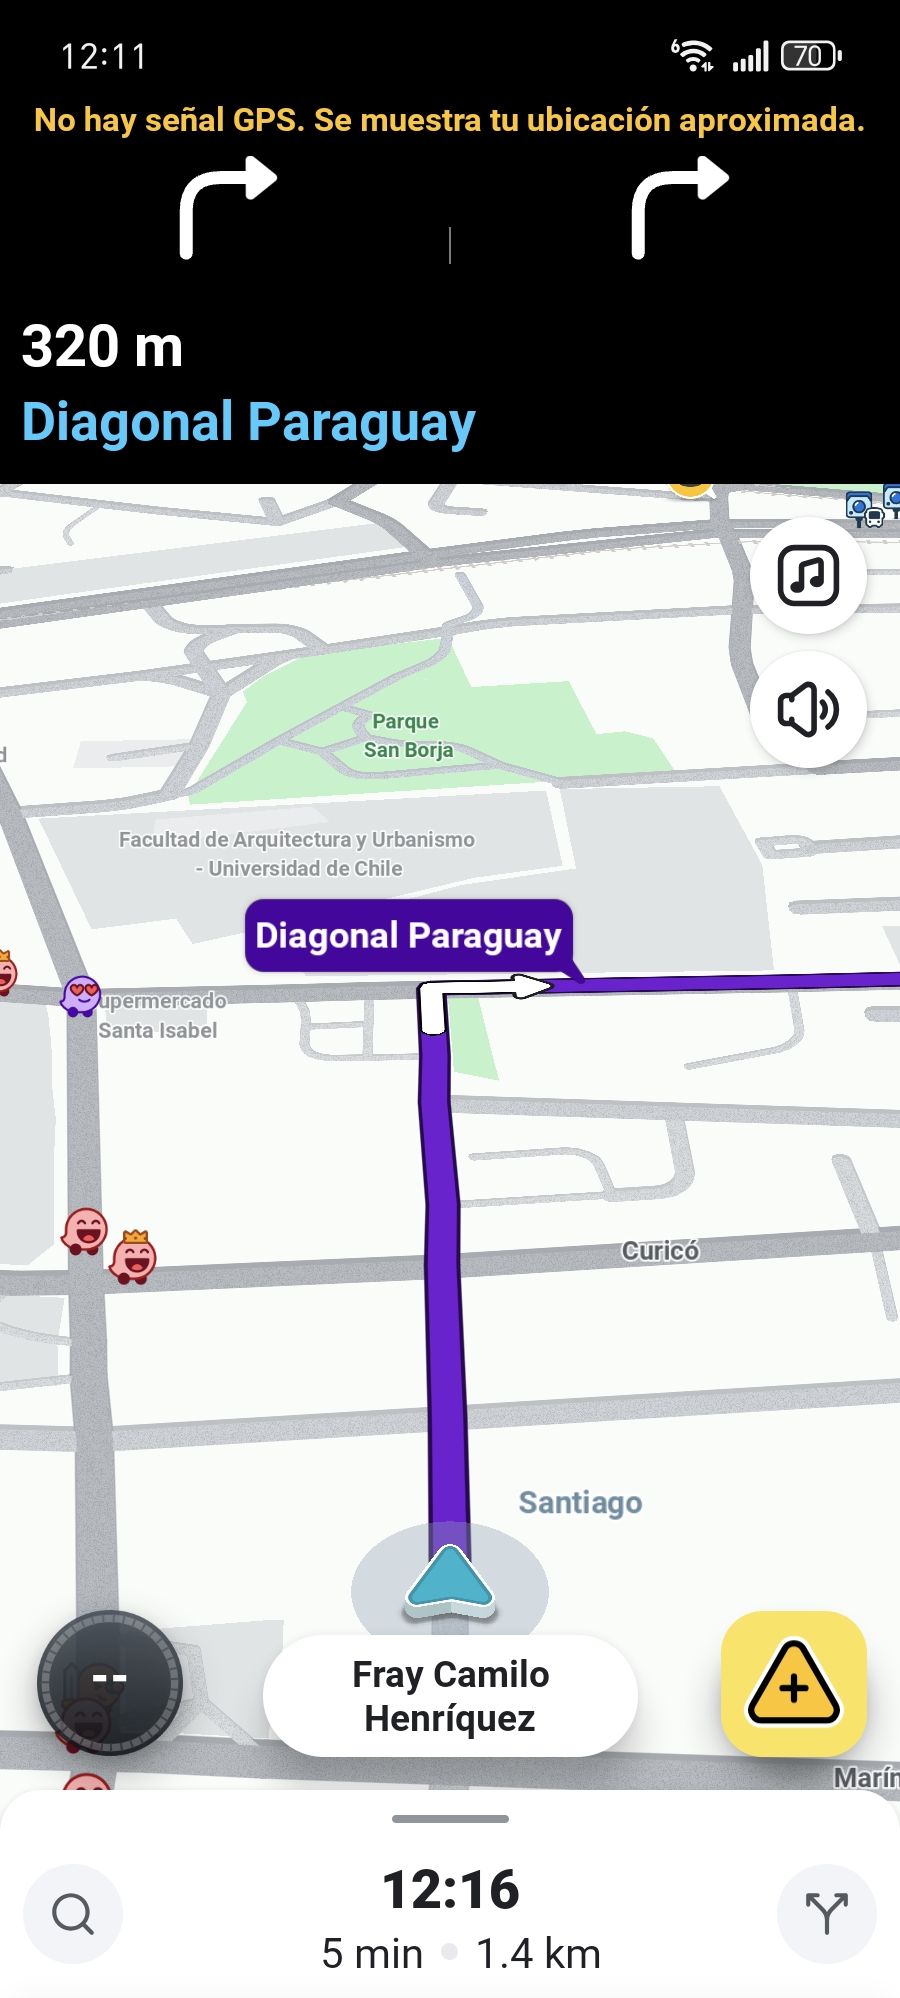 12:11
6
70
No hay señal GPS. Se muestra tu ubicación aproximada.
320 m
Diagonal Paraguay
Parque
San Borja
d
Facultad de Arquitectura y Urbanismo
- Universidad de Chile
Diagonal Paraguay
upermercado
Santa Isabel
Curicó
Santiago
--
Fray Camilo
Henríquez
Marín
12:16
5 min
1.4 km